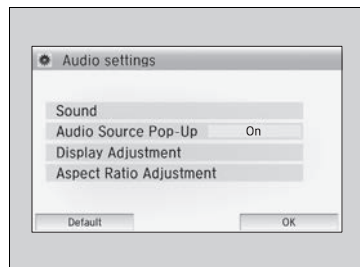 Audio settings
Sound
Audio Source Pop-Up On
Display Adjustment
Aspect Ratio Adjustment
Default OK